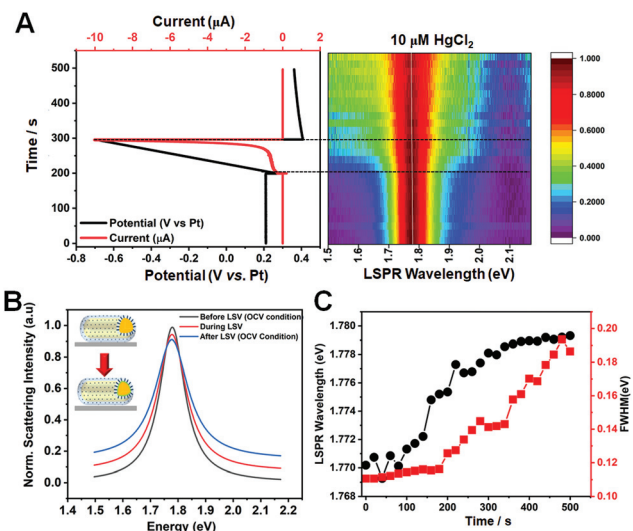 A
Current (μA)
-10 -8 -6 -4 -2 0 2
10 μM HgCl2
500
400
300
200
100
0
Time / s
Potential (V vs Pt)
Current (μA)
-0.8 -0.6 -0.4 -0.2 0.0 0.2 0.4
Potential (V vs. Pt)
1.5 1.7 1.8 1.9 2.0 2.1
LSPR Wavelength (eV)
1.000
0.8000
0.6000
0.4000
0.2000
0.000
B
Before LSV (OCV condition)
During LSV
After LSV (OCV Condition)
1.0
0.8
0.6
0.4
0.2
0.0
Norm. Scattering Intensity (a.u)
1.4 1.5 1.6 1.7 1.8 1.9 2.0 2.1 2.2
Energy (eV)
C
1.780
1.778
1.776
1.774
1.772
1.770
1.768
LSPR Wavelength (eV)
0.20
0.18
0.16
0.14
0.12
0.10
FWHM(eV)
0 100 200 300 400 500
Time / s